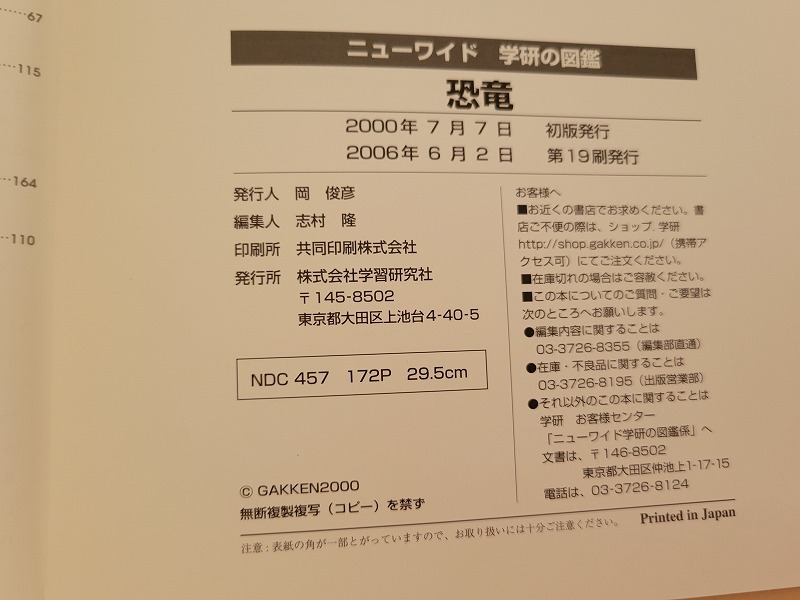 67
115
164
110
ニューワイド 学研の図鑑
恐竜
2000年 7 月 7 日 初版発行
2006年 6 月 2 日 第19刷発行
発行人 岡 俊彦
編集人 志村 隆
印刷所 共同印刷株式会社
発行所 株式会社学習研究社
〒145-8502
東京都大田区上池台4-40-5
NDC 457 172P 29.5cm
© GAKKEN2000
無断複製複写（コピー）を禁ず
お客様へ
■お近くの書店でお求めください。書
店ご不便の際は、ショップ. 学研
http://shop.gakken.co.jp/（携帯ア
クセス可）にてご注文ください。
■在庫切れの場合はご容赦ください。
■この本についてのご質問・ご要望は
次のところへお願いします。
●編集内容に関することは
03-3726-8355（編集部直通）
●在庫・不良品に関することは
03-3726-8195（出版営業部）
●それ以外のこの本に関することは
学研 お客様センター
「ニューワイド学研の図鑑係」へ
文書は、〒146-8502
東京都大田区仲池上1-17-15
電話は、03-3726-8124
注意：表紙の角が一部とがっていますので、お取り扱いには十分ご注意ください。
Printed in Japan